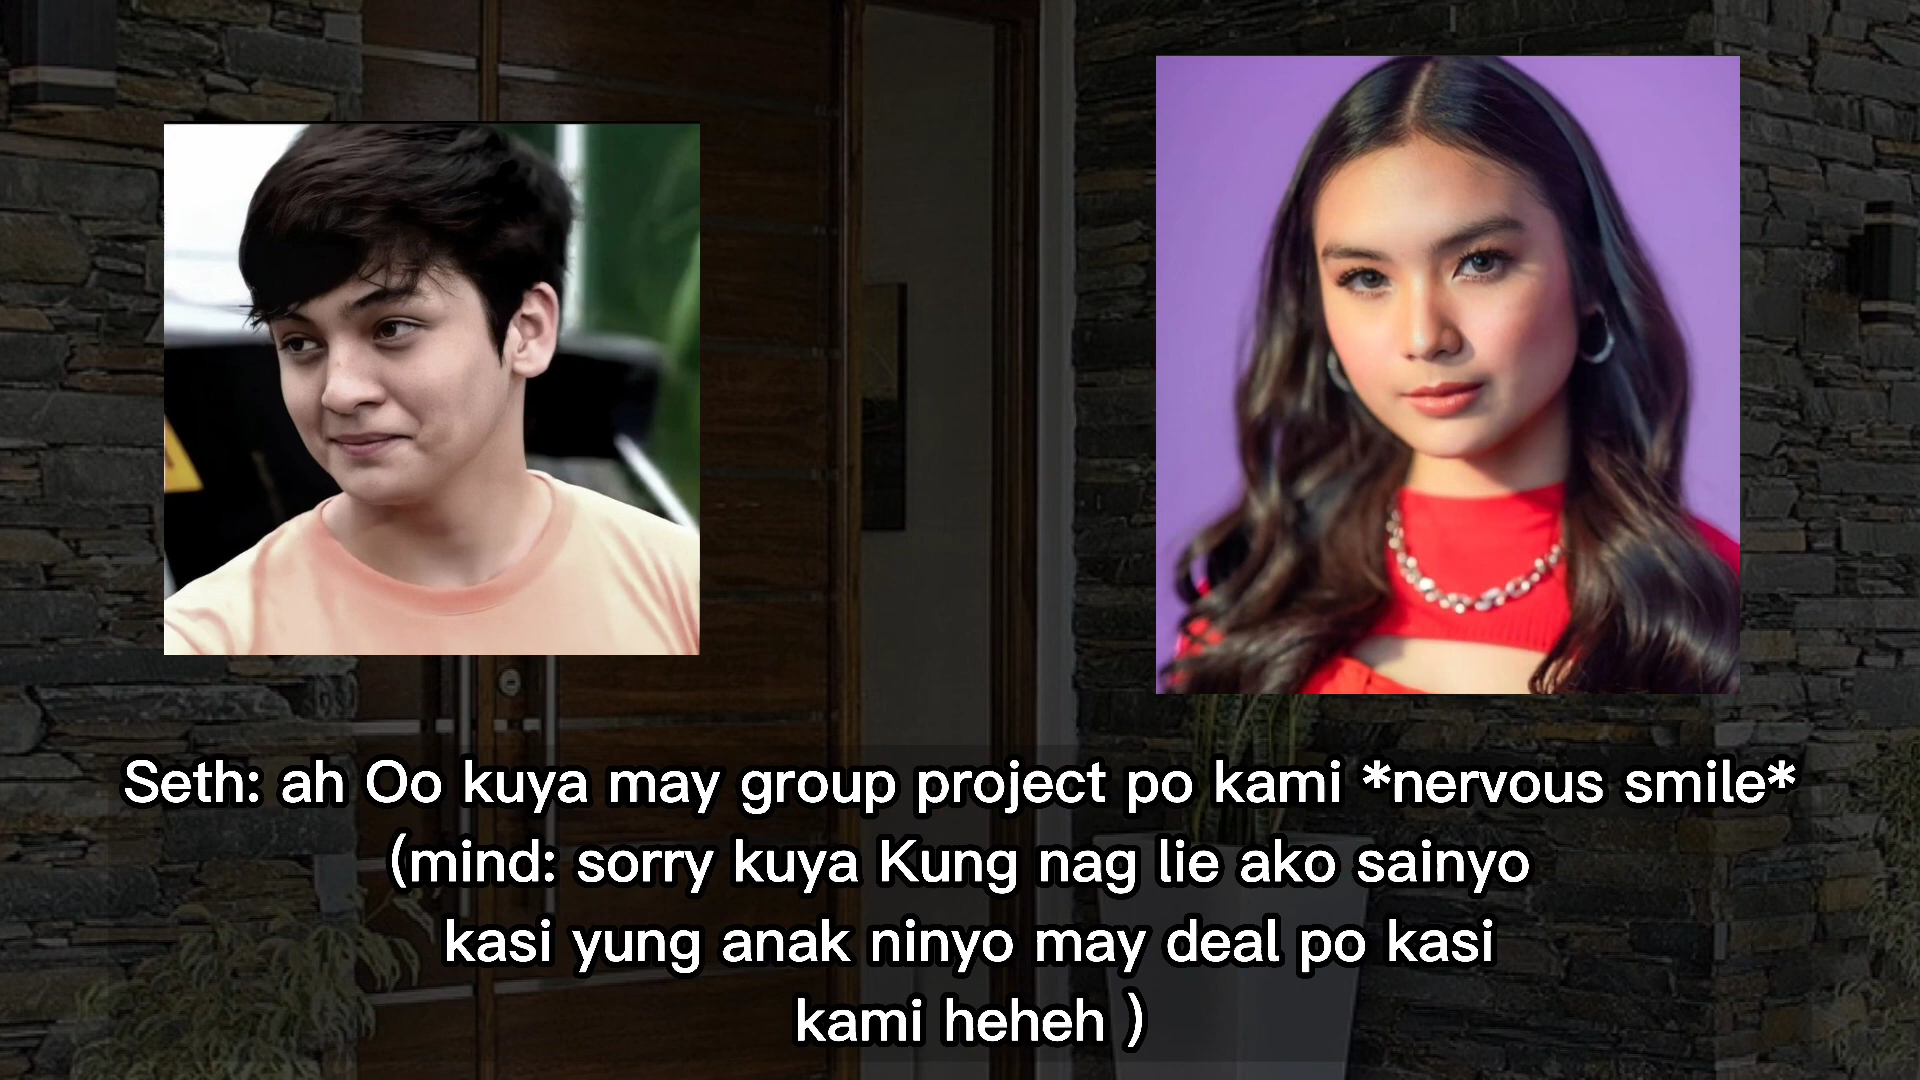 Seth: ah Oo kuya may group project po kami *nervous smile*
(mind: sorry kuya Kung nag lie ako sainyo
kasi yung anak ninyo may deal po kasi
kami heheh )